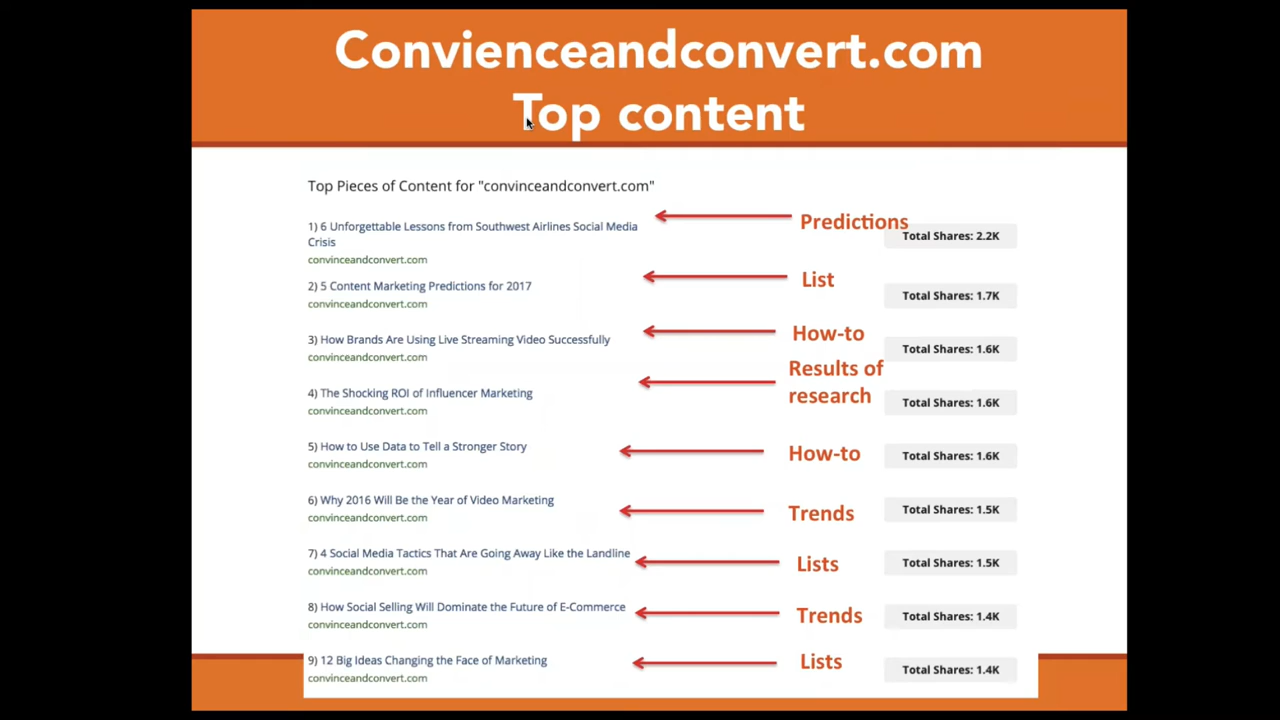 Convienceandconvert.com
Top content
Top Pieces of Content for "convinceandconvert.com"
1) 6 Unforgettable Lessons from Southwest Airlines Social Media
Crisis
convinceandconvert.com
Predictions
Total Shares: 2.2K
2) 5 Content Marketing Predictions for 2017
convinceandconvert.com
List
Total Shares: 1.7K
3) How Brands Are Using Live Streaming Video Successfully
convinceandconvert.com
How-to
Total Shares: 1.6K
4) The Shocking ROI of Influencer Marketing
convinceandconvert.com
Results of
research
Total Shares: 1.6K
5) How to Use Data to Tell a Stronger Story
convinceandconvert.com
How-to
Total Shares: 1.6K
6) Why 2016 Will Be the Year of Video Marketing
convinceandconvert.com
Trends
Total Shares: 1.5K
7) 4 Social Media Tactics That Are Going Away Like the Landline
convinceandconvert.com
Lists
Total Shares: 1.5K
8) How Social Selling Will Dominate the Future of E-Commerce
convinceandconvert.com
Trends
Total Shares: 1.4K
9) 12 Big Ideas Changing the Face of Marketing
convinceandconvert.com
Lists
Total Shares: 1.4K